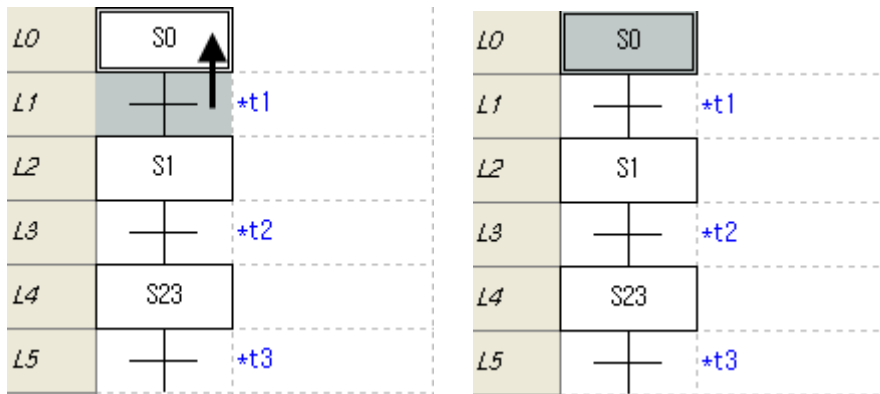 L0 S0
L1 *t1
L2 S1
L3 *t2
L4 S23
L5 *t3
L0 S0
L1 *t1
L2 S1
L3 *t2
L4 S23
L5 *t3